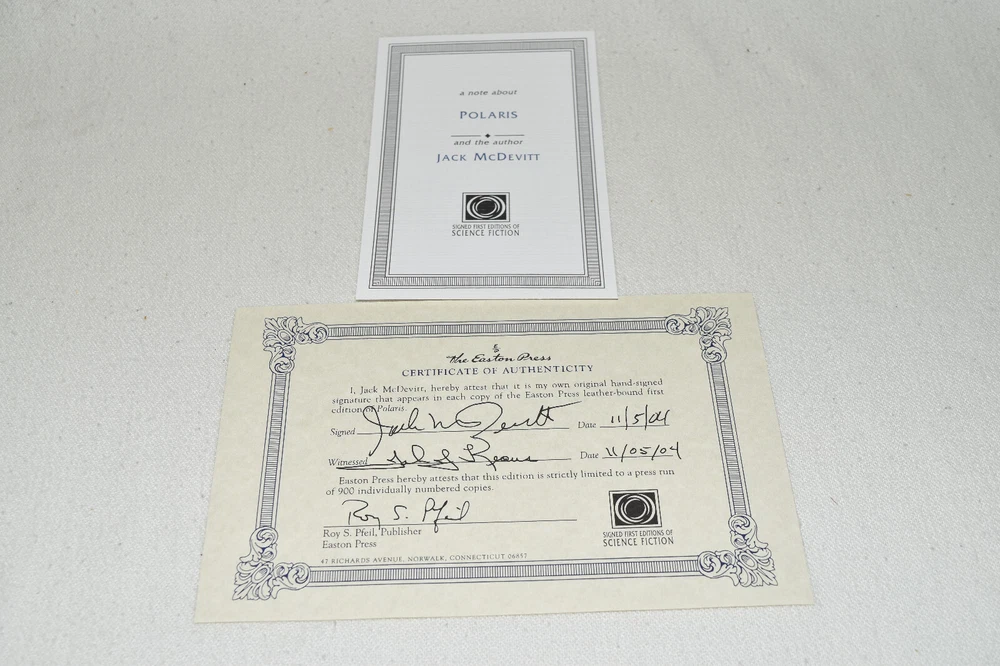 a note about
POLARIS
and the author
JACK MCDEVITT
SIGNED FIRST EDITIONS OF
SCIENCE FICTION
The Easton Press
CERTIFICATE OF AUTHENTICITY
I, Jack McDevitt, hereby attest that it is my own original hand-signed
signature that appears in each copy of the Easton Press leather-bound first
edition of Polaris.
Signed Jack McDevitt Date 11/5/04
Witnessed Date 11/05/04
Easton Press hereby attests that this edition is strictly limited to a press run
of 900 individually numbered copies.
Roy S. Pfeil
Roy S. Pfeil, Publisher
Easton Press
SIGNED FIRST EDITIONS OF
SCIENCE FICTION
47 RICHARDS AVENUE, NORWALK, CONNECTICUT 06857